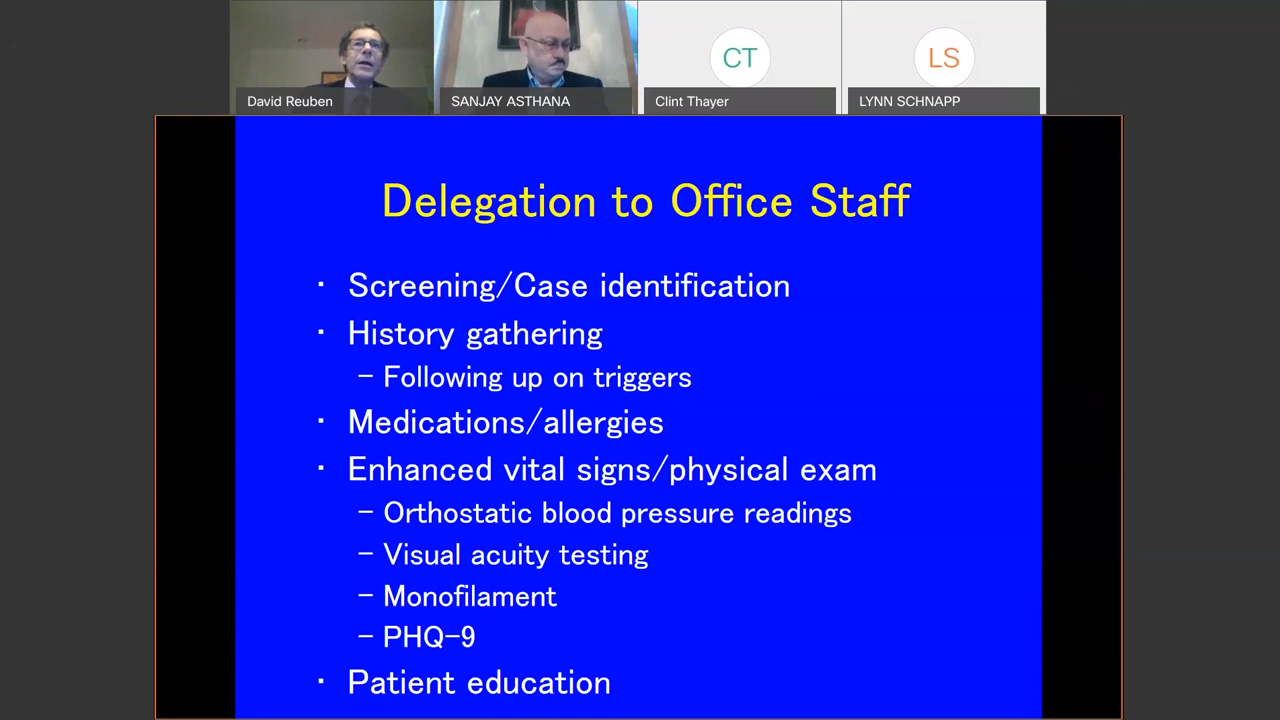 David Reuben
SANJAY ASTHANA
CT
Clint Thayer
LS
LYNN SCHNAPP
Delegation to Office Staff
· Screening/Case identification
· History gathering
– Following up on triggers
· Medications/allergies
· Enhanced vital signs/physical exam
– Orthostatic blood pressure readings
– Visual acuity testing
– Monofilament
– PHQ-9
· Patient education